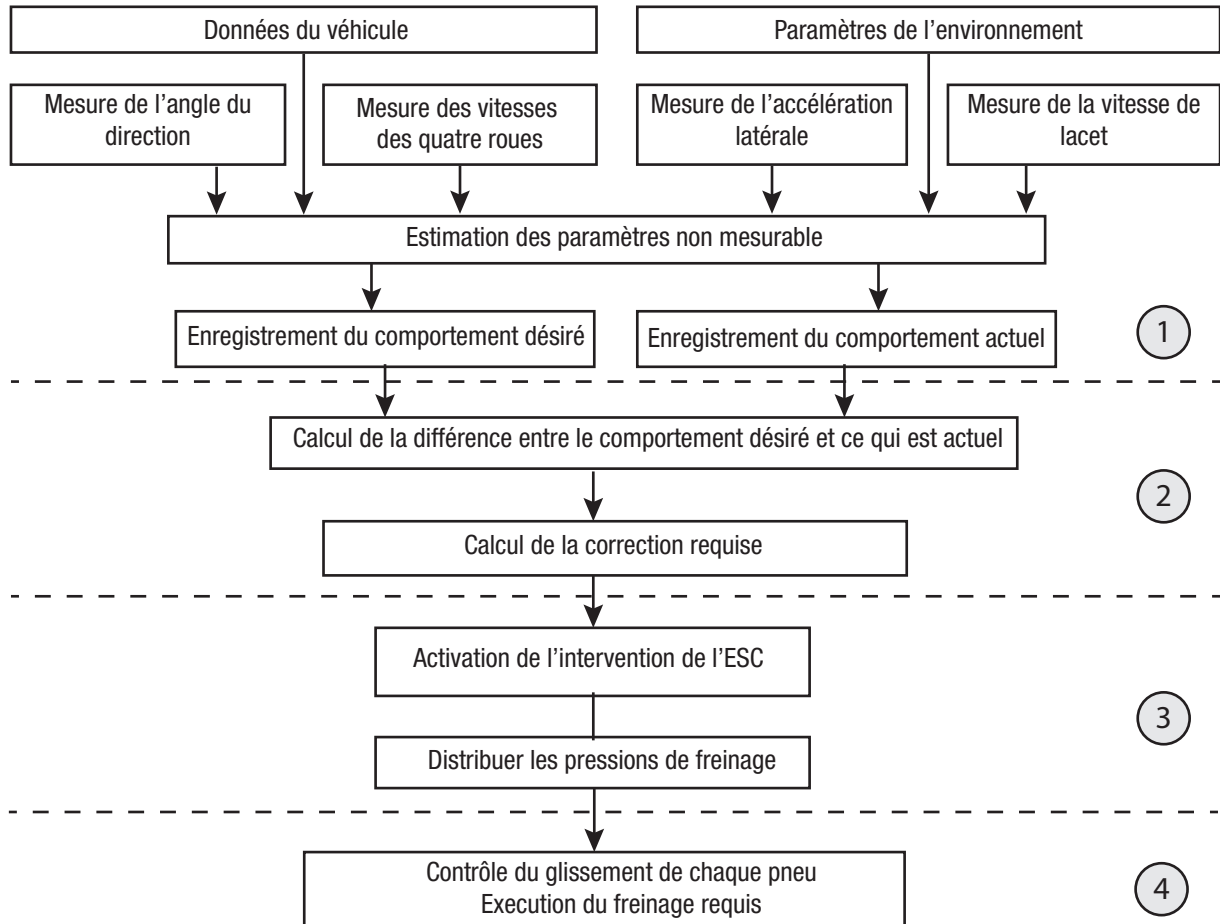 Données du véhicule
Paramètres de l’environnement
Mesure de l’angle du
direction
Mesure des vitesses
des quatre roues
Mesure de l’accélération
latérale
Mesure de la vitesse de
lacet
Estimation des paramètres non mesurable
Enregistrement du comportement désiré
Enregistrement du comportement actuel
1
Calcul de la différence entre le comportement désiré et ce qui est actuel
2
Calcul de la correction requise
Activation de l’intervention de l’ESC
3
Distribuer les pressions de freinage
Contrôle du glissement de chaque pneu
Execution du freinage requis
4